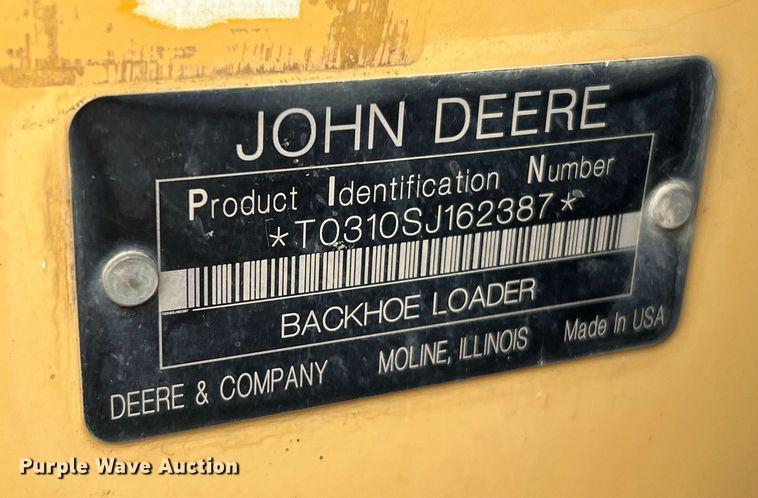 JOHN DEERE
Product Identification Number
*T0310SJ162387*
BACKHOE LOADER
DEERE & COMPANY MOLINE, ILLINOIS Made In USA
Purple Wave Auction